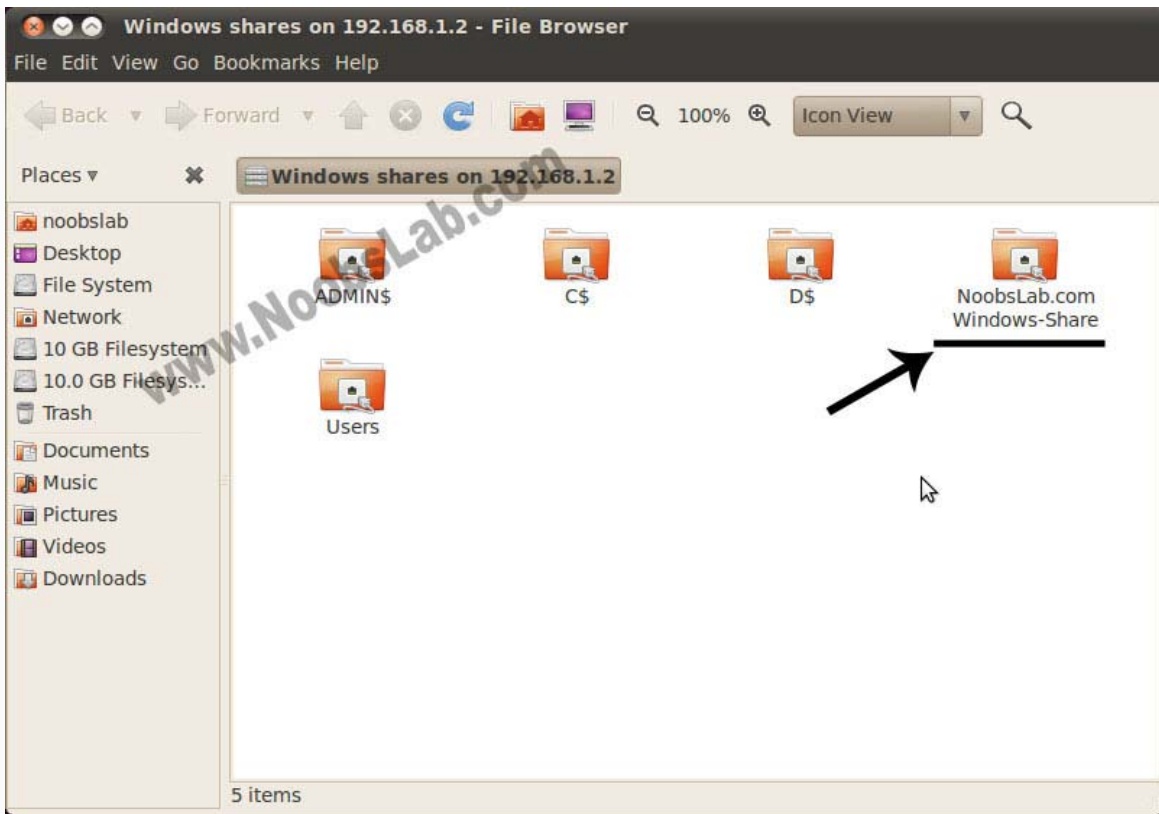 Windows shares on 192.168.1.2 - File Browser
File Edit View Go Bookmarks Help
Back Forward 100% Icon View
Places
Windows shares on 192.168.1.2
noobslab
Desktop
File System
Network
10 GB Filesystem
10.0 GB Filesys...
Trash
Documents
Music
Pictures
Videos
Downloads
ADMIN$
C$
D$
NoobsLab.com
Windows-Share
Users
www.NoobsLab.com
5 items